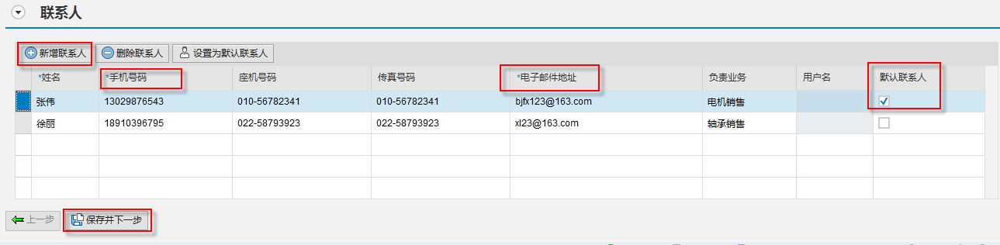 联系人
新增联系人 删除联系人 设置为默认联系人
*姓名 *手机号码 座机号码 传真号码 *电子邮件地址 负责业务 用户名 默认联系人
张伟 13029876543 010-56782341 010-56782341 bjfx123@163.com 电机销售
徐丽 18910396795 022-58793923 022-58793923 xl23@163.com 轴承销售
上一步 保存并下一步